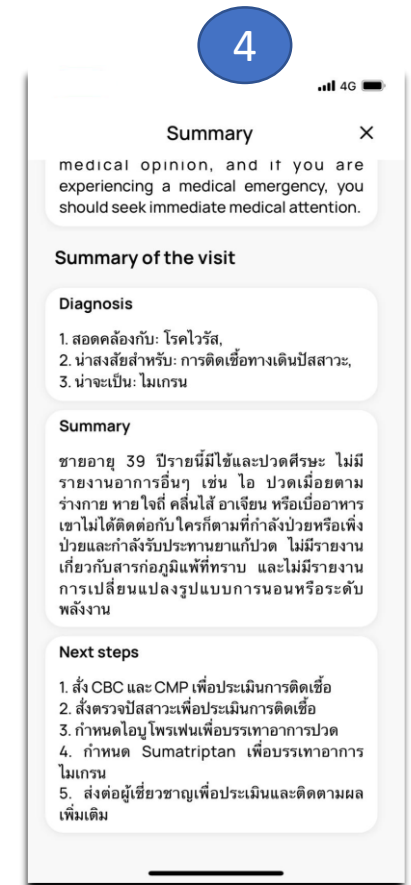 4
4G
Summary
medical opinion, and if you are
experiencing a medical emergency, you
should seek immediate medical attention.
Summary of the visit
Diagnosis
1. สอดคล้องกับ: โรคไวรัส,
2. น่าสงสัยสำหรับ: การติดเชื้อทางเดินปัสสาวะ,
3. น่าจะเป็น: ไมเกรน
Summary
ชายอายุ 39 ปีรายนี้มีไข้และปวดศีรษะ ไม่มี
รายงานอาการอื่นๆ เช่น ไอ ปวดเมื่อยตาม
ร่างกาย หายใจถี่ คลื่นไส้ อาเจียน หรือเบื่ออาหาร
เขาไม่ได้ติดต่อกับใครก็ตามที่กำลังป่วยหรือเพิ่ง
ป่วยและกำลังรับประทานยาแก้ปวด ไม่มีรายงาน
เกี่ยวกับสารก่อภูมิแพ้ที่ทราบ และไม่มีรายงาน
การเปลี่ยนแปลงรูปแบบการนอนหรือระดับ
พลังงาน
Next steps
1. สั่ง CBC และ CMP เพื่อประเมินการติดเชื้อ
2. สั่งตรวจปัสสาวะเพื่อประเมินการติดเชื้อ
3. กำหนดไอบูโพรเฟนเพื่อบรรเทาอาการปวด
4. กำหนด Sumatriptan เพื่อบรรเทาอาการ
ไมเกรน
5. ส่งต่อผู้เชี่ยวชาญเพื่อประเมินและติดตามผล
เพิ่มเติม